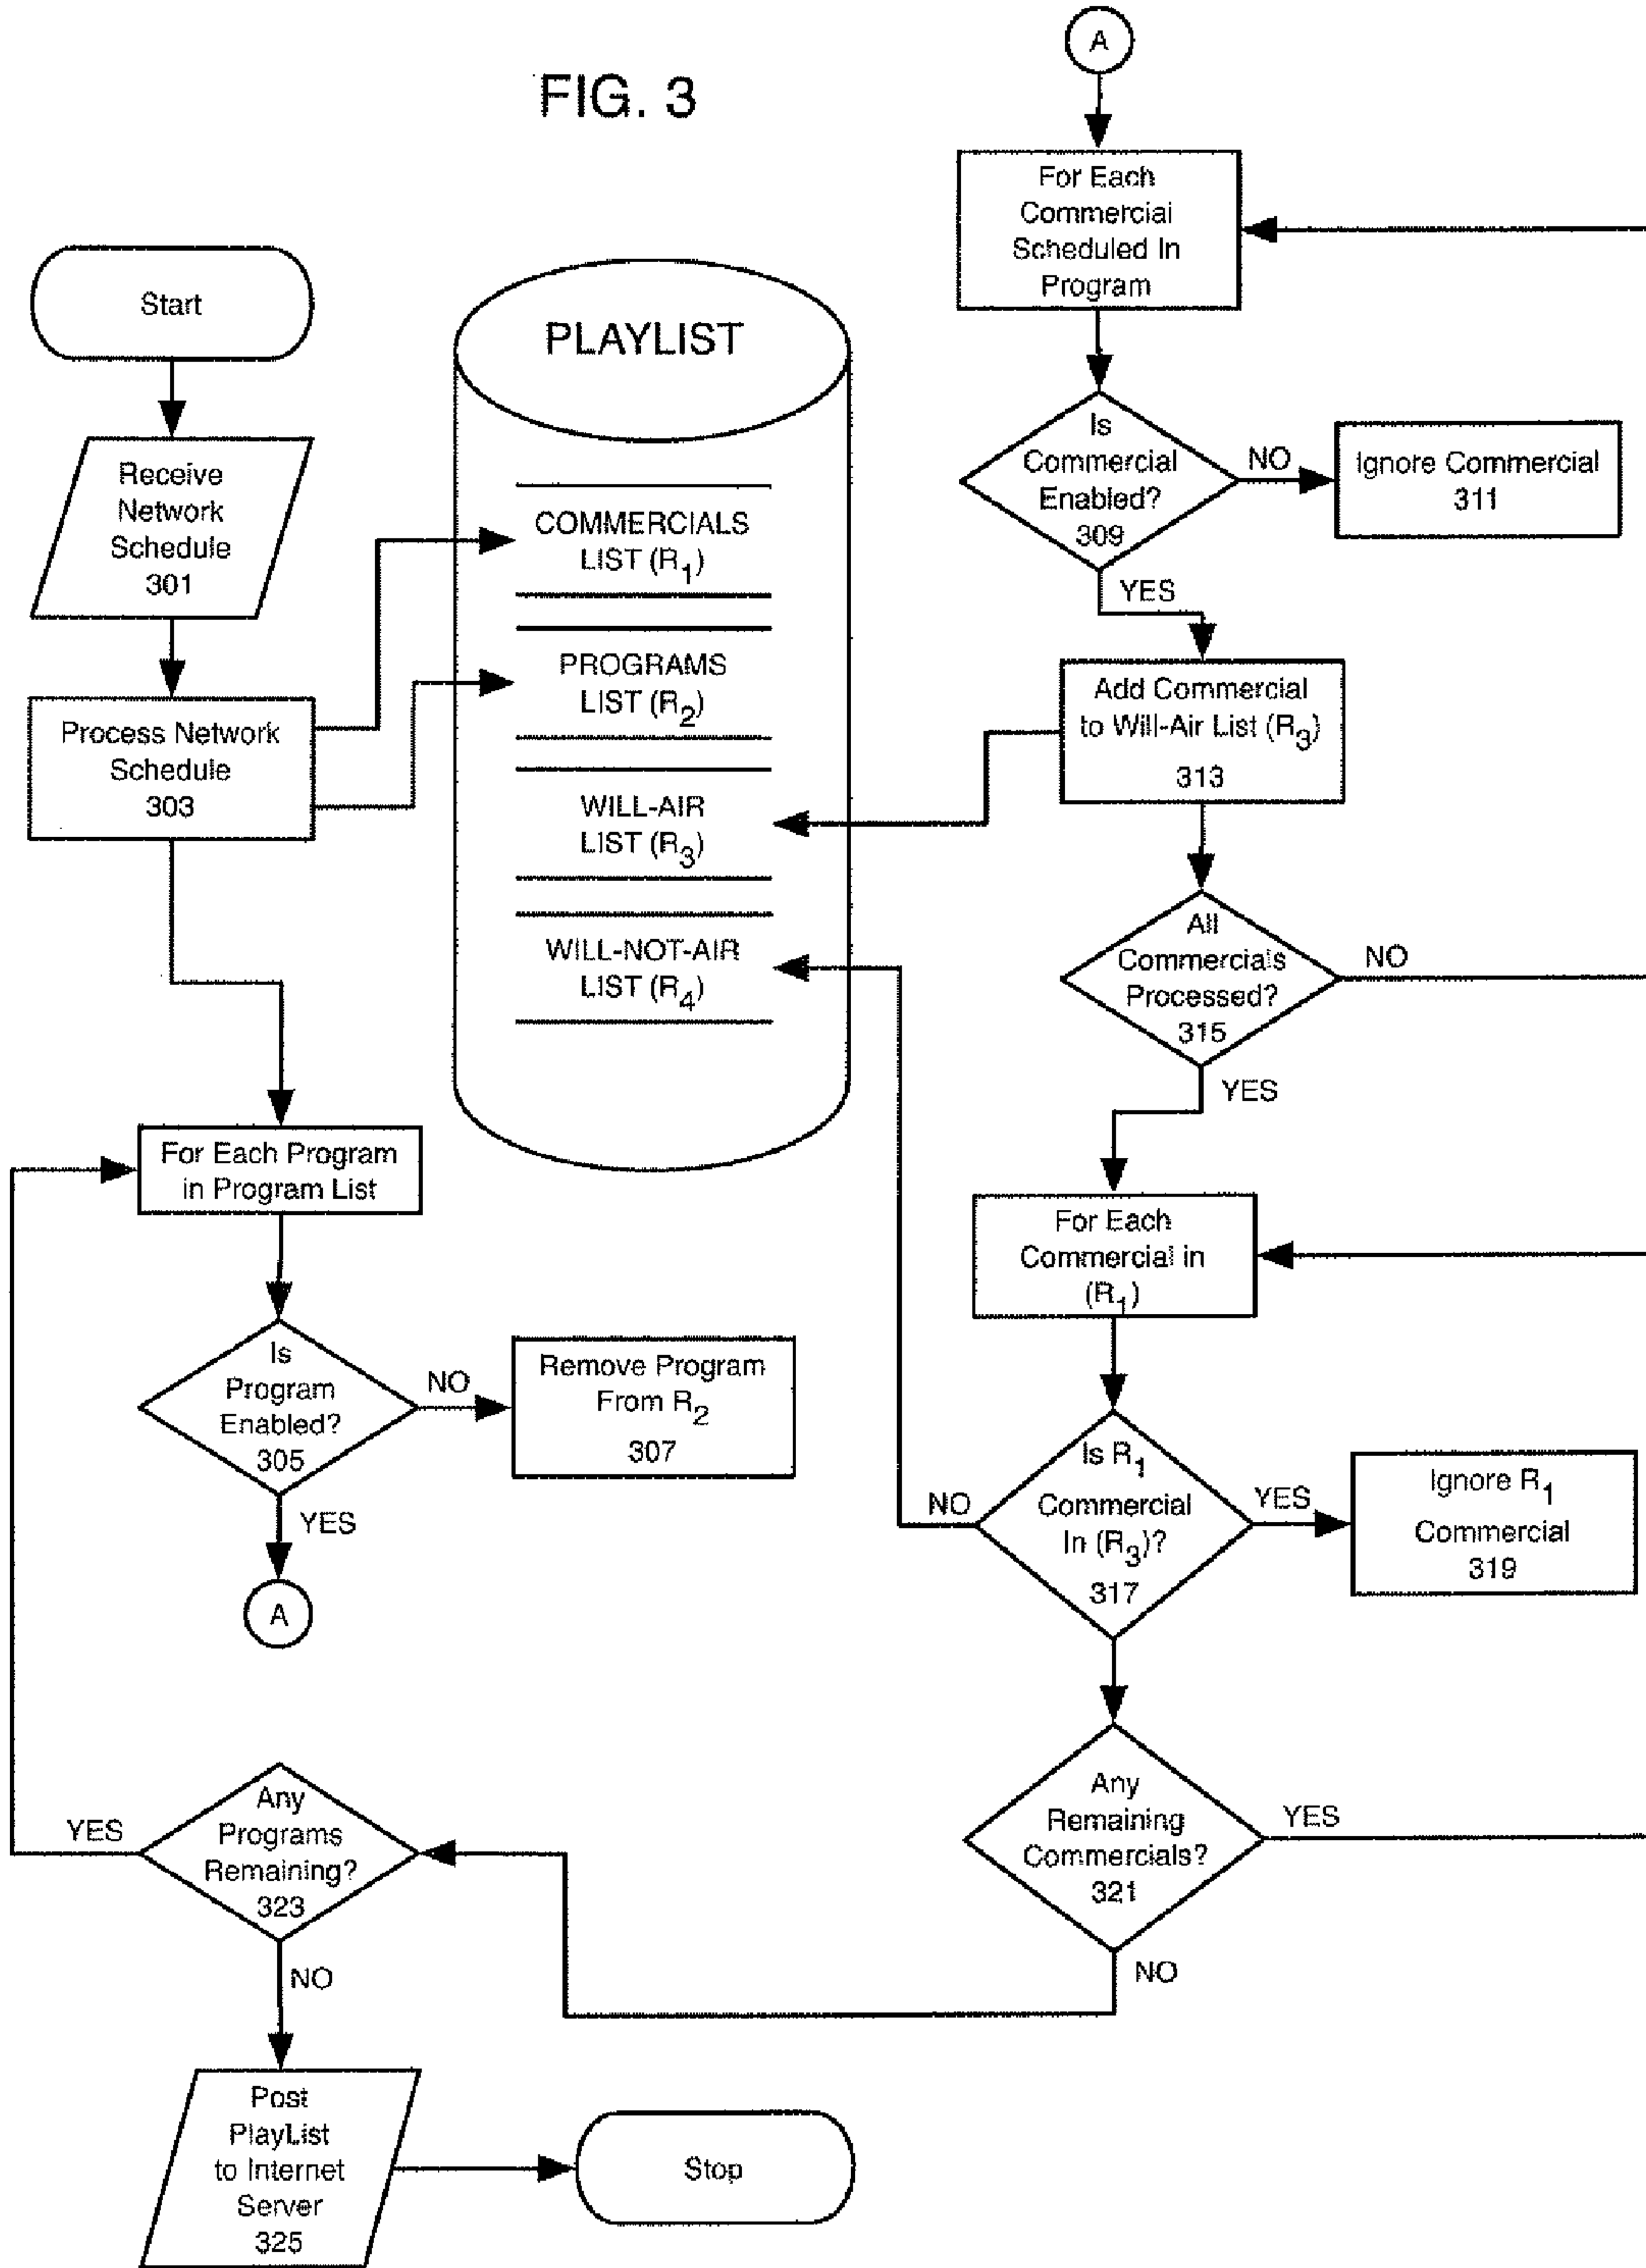 FIG. 3
Start
Receive
Network
Schedule
301
Process Network
Schedule
303
PLAYLIST
COMMERCIALS
LIST (R1)
PROGRAMS
LIST (R2)
WILL-AIR
LIST (R3)
WILL-NOT-AIR
LIST (R4)
For Each Program
in Program List
Is
Program
Enabled?
305
NO
Remove Program
From R2
307
YES
A
A
For Each
Commercial
Scheduled In
Program
Is
Commercial
Enabled?
309
NO
Ignore Commercial
311
YES
Add Commercial
to Will-Air List (R3)
313
All
Commercials
Processed?
315
NO
YES
For Each
Commercial in
(R1)
Is R1
Commercial
In (R3)?
317
NO
YES
Ignore R1
Commercial
319
Any
Remaining
Commercials?
321
YES
NO
Any
Programs
Remaining?
323
YES
NO
Post
PlayList
to Internet
Server
325
Stop